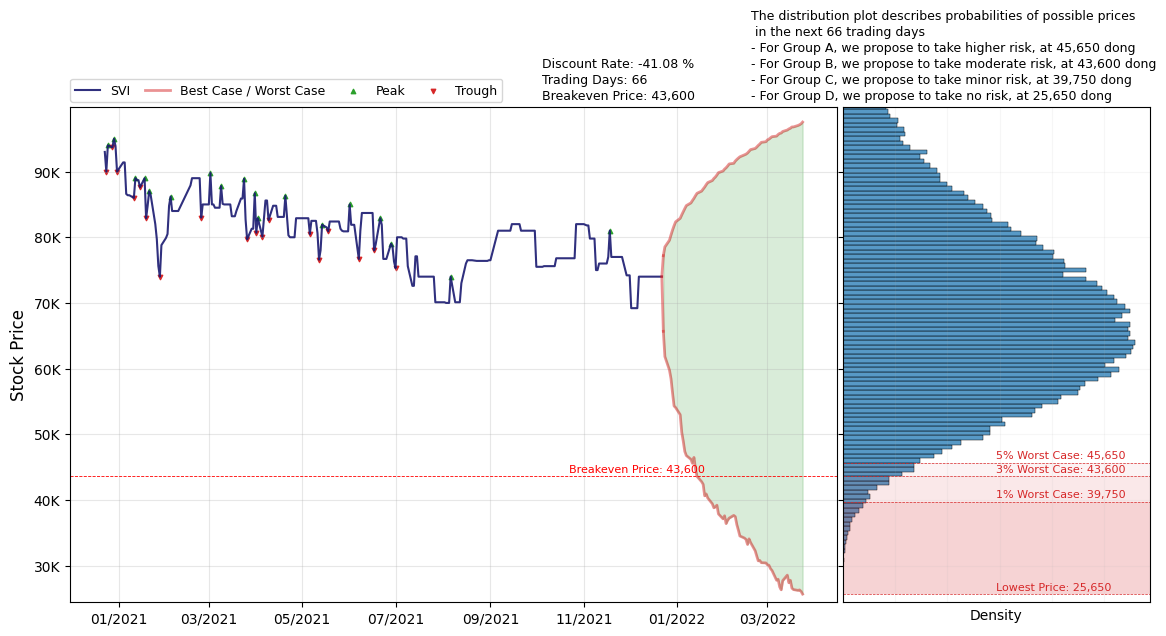 The distribution plot describes probabilities of possible prices
in the next 66 trading days
- For Group A, we propose to take higher risk, at 45,650 dong
- For Group B, we propose to take moderate risk, at 43,600 dong
- For Group C, we propose to take minor risk, at 39,750 dong
- For Group D, we propose to take no risk, at 25,650 dong
Discount Rate: -41.08 %
Trading Days: 66
Breakeven Price: 43,600
SVI
Best Case / Worst Case
Peak
Trough
Stock Price
90K
80K
70K
60K
50K
40K
30K
Breakeven Price: 43,600
01/2021
03/2021
05/2021
07/2021
09/2021
11/2021
01/2022
03/2022
5% Worst Case: 45,650
3% Worst Case: 43,600
1% Worst Case: 39,750
Lowest Price: 25,650
Density